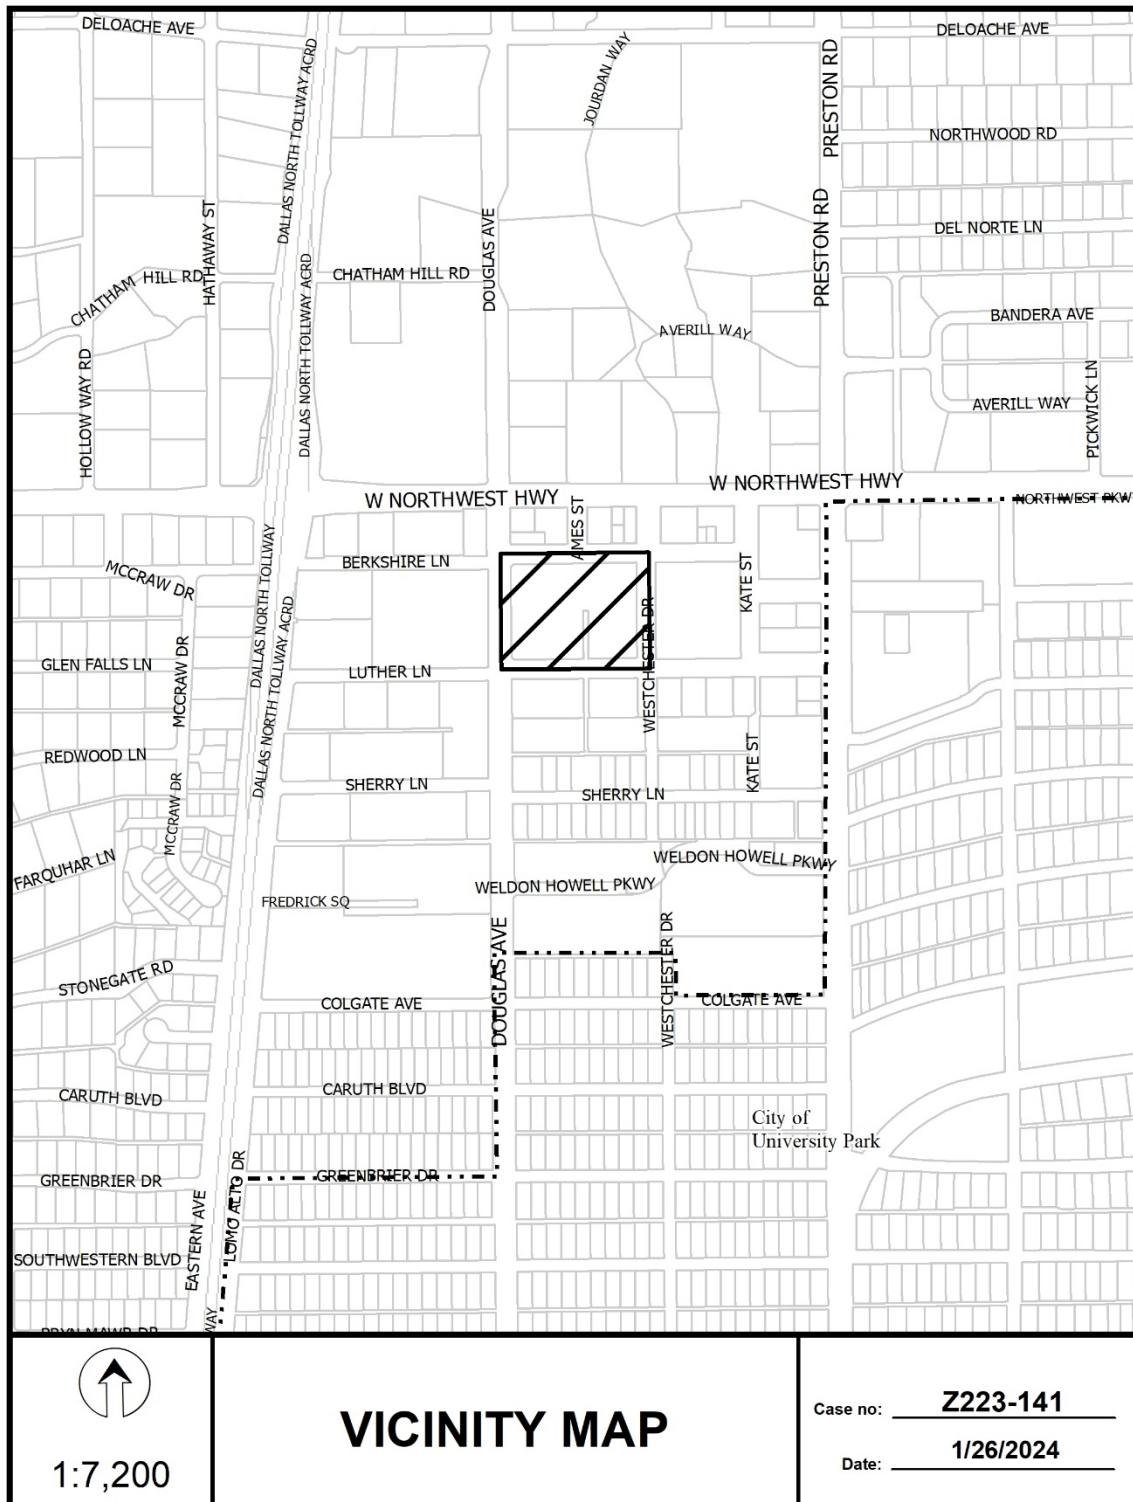 DELOACHE AVE
DELOACHE AVE
JOURDAN WAY
PRESTON RD
DALLAS NORTH TOLLWAY ACRD
NORTHWOOD RD
HATHAWAY ST
DOUGLAS AVE
PRESTON RD
DEL NORTE LN
CHATHAM HILL RD
CHATHAM HILL RD
DALLAS NORTH TOLLWAY ACRD
BANDERA AVE
AVERILL WAY
HOLLOW WAY RD
AVERILL WAY
PICKWICK LN
W NORTHWEST HWY
W NORTHWEST HWY
AMES ST
DALLAS NORTH TOLLWAY
BERKSHIRE LN
MCCRAW DR
KATE ST
WESTCHESTER DR
DALLAS NORTH TOLLWAY ACRD
GLEN FALLS LN
MCCRAW DR
LUTHER LN
REDWOOD LN
KATE ST
SHERRY LN
SHERRY LN
MCCRAW DR
FARQUHAR LN
WELDON HOWELL PKWY
WELDON HOWELL PKWY
FREDRICK SQ
DOUGLAS AVE
WESTCHESTER DR
STONEGATE RD
COLGATE AVE
COLGATE AVE
CARUTH BLVD
CARUTH BLVD
City of
University Park
GREENBRIER DR
GREENBRIER DR
LOMO ALTO DR
EASTERN AVE
SOUTHWESTERN BLVD
WAY
1:7,200
VICINITY MAP
Case no: Z223-141
Date: 1/26/2024